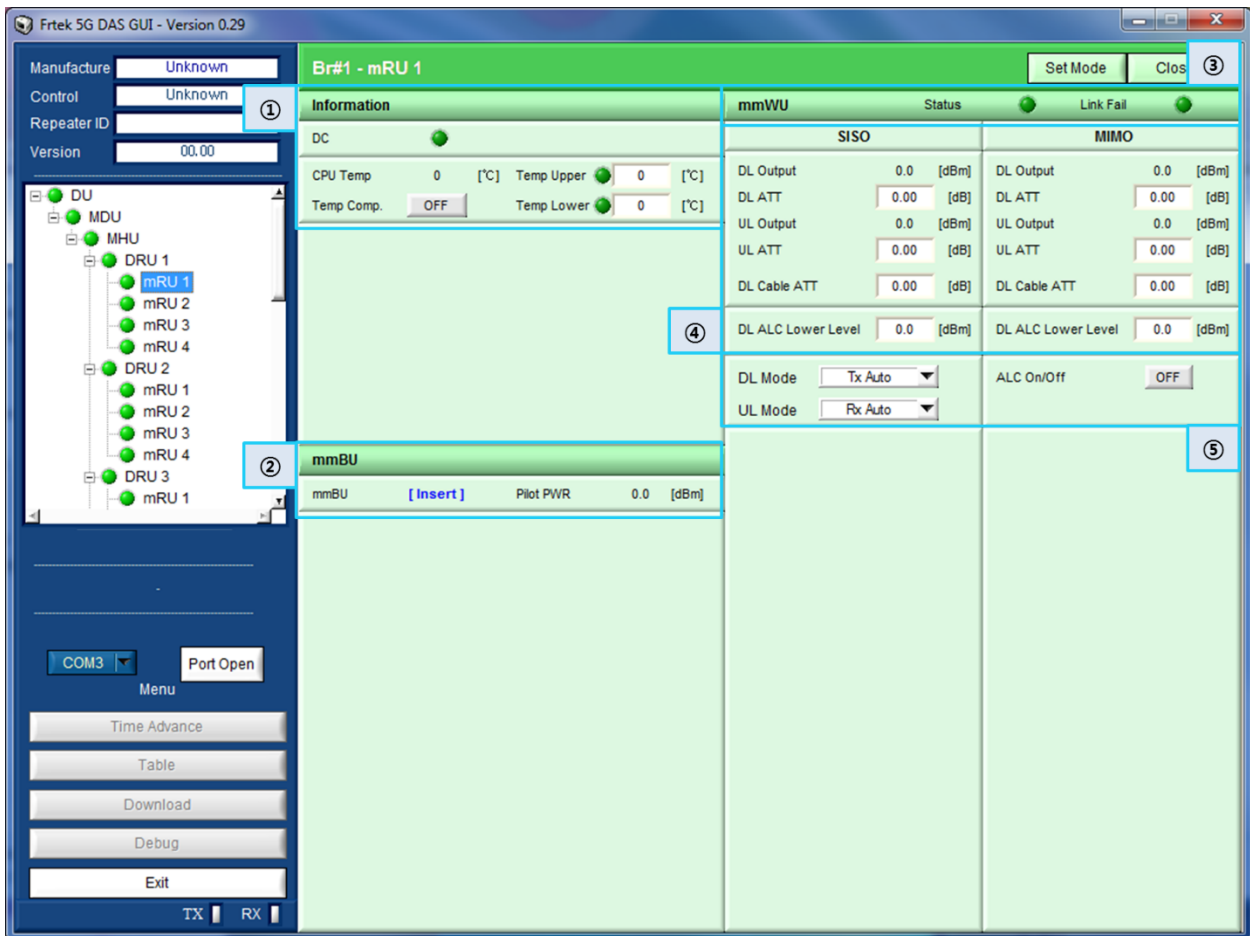 Frtek 5G DAS GUI - Version 0.29
Manufacture Unknown
Control Unknown
Repeater ID
Version 00.00
DU
MDU
MHU
DRU 1
mRU 1
mRU 2
mRU 3
mRU 4
DRU 2
mRU 1
mRU 2
mRU 3
mRU 4
DRU 3
mRU 1
-
COM3 Port Open
Menu
Time Advance
Table
Download
Debug
Exit
TX RX
Br#1 - mRU 1 Set Mode Clos ③
①
Information
DC
CPU Temp 0 [℃] Temp Upper 0 [℃]
Temp Comp. OFF Temp Lower 0 [℃]
②
mmBU
mmBU [ Insert ] Pilot PWR 0.0 [dBm]
mmWU Status Link Fail
SISO MIMO
DL Output 0.0 [dBm] DL Output 0.0 [dBm]
DL ATT 0.00 [dB] DL ATT 0.00 [dB]
UL Output 0.0 [dBm] UL Output 0.0 [dBm]
UL ATT 0.00 [dB] UL ATT 0.00 [dB]
DL Cable ATT 0.00 [dB] DL Cable ATT 0.00 [dB]
④
DL ALC Lower Level 0.0 [dBm] DL ALC Lower Level 0.0 [dBm]
DL Mode Tx Auto ALC On/Off OFF
UL Mode Rx Auto
⑤